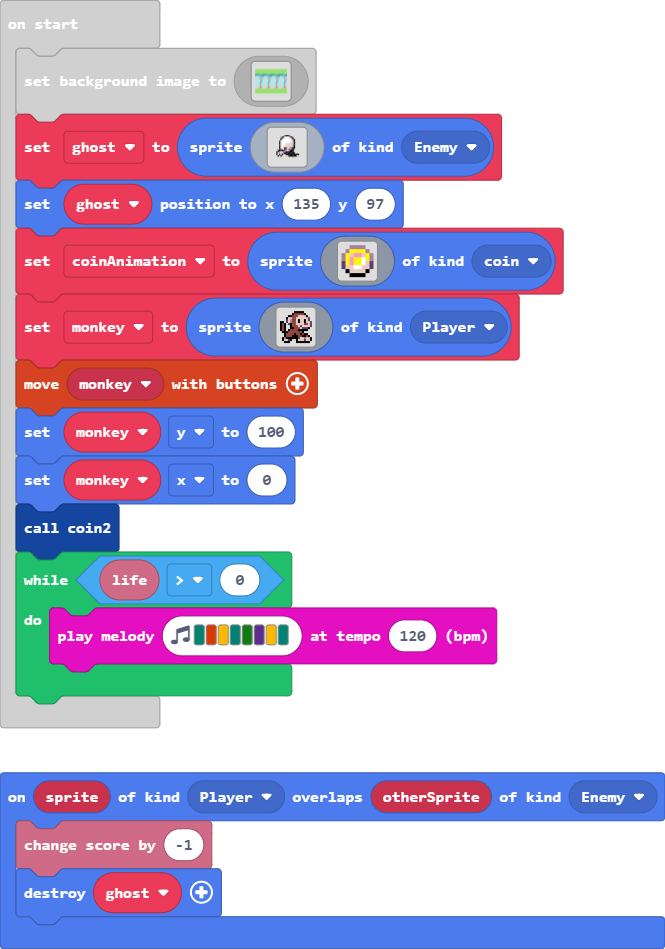 on start
set background image to
set ghost to sprite of kind Enemy
set ghost position to x 135 y 97
set coinAnimation to sprite of kind coin
set monkey to sprite of kind Player
move monkey with buttons
set monkey y to 100
set monkey x to 0
call coin2
while life > 0
do
play melody at tempo 120 (bpm)
on sprite of kind Player overlaps otherSprite of kind Enemy
change score by -1
destroy ghost